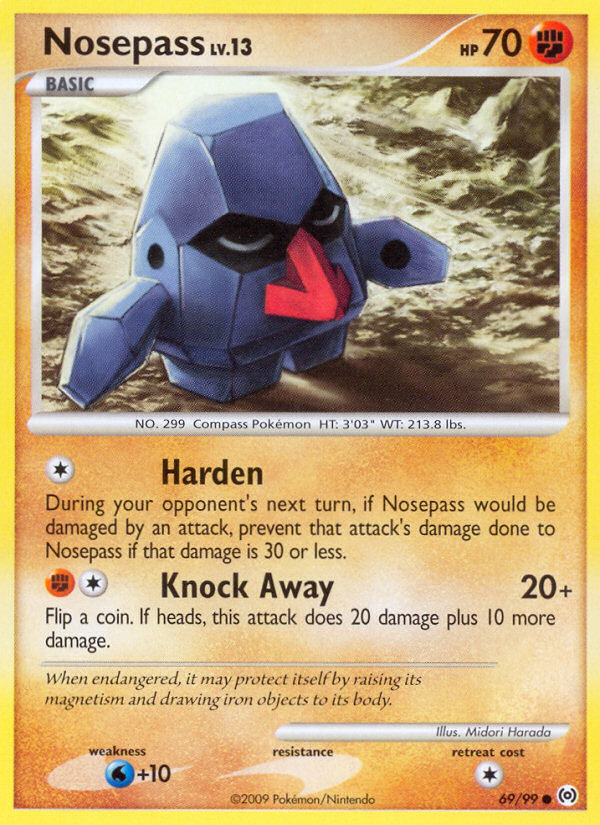 Nosepass LV.13
HP 70
BASIC
NO. 299 Compass Pokémon HT: 3'03" WT: 213.8 lbs.
Harden
During your opponent's next turn, if Nosepass would be
damaged by an attack, prevent that attack's damage done to
Nosepass if that damage is 30 or less.
Knock Away 20+
Flip a coin. If heads, this attack does 20 damage plus 10 more
damage.
When endangered, it may protect itself by raising its
magnetism and drawing iron objects to its body.
Illus. Midori Harada
weakness resistance retreat cost
+10
©2009 Pokémon/Nintendo 69/99